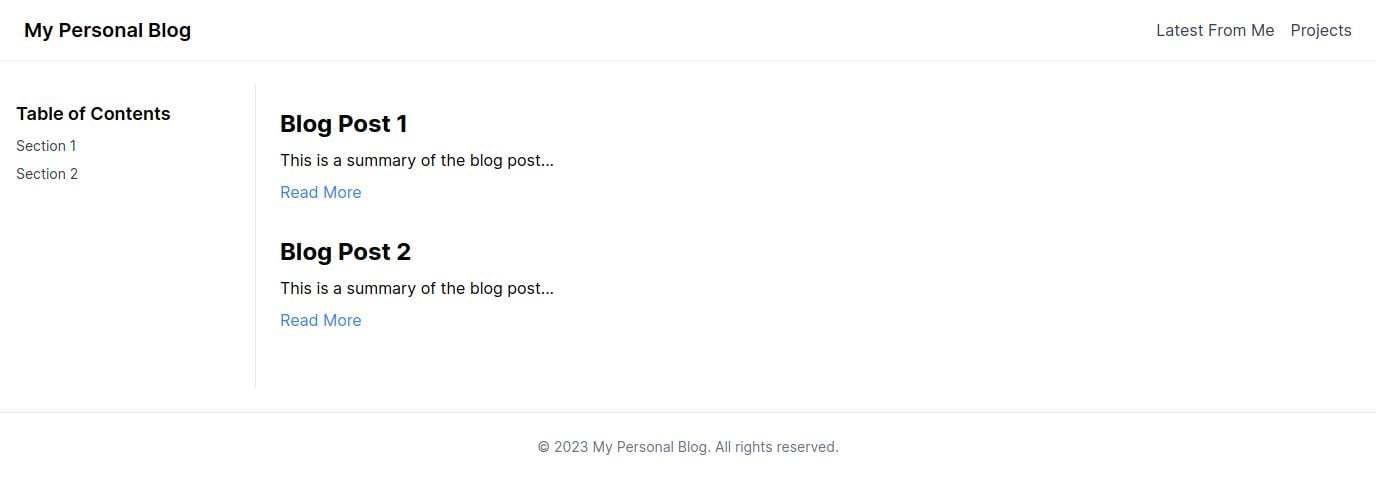 My Personal Blog
Latest From Me
Projects
Table of Contents
Section 1
Section 2
Blog Post 1
This is a summary of the blog post...
Read More
Blog Post 2
This is a summary of the blog post...
Read More
© 2023 My Personal Blog. All rights reserved.